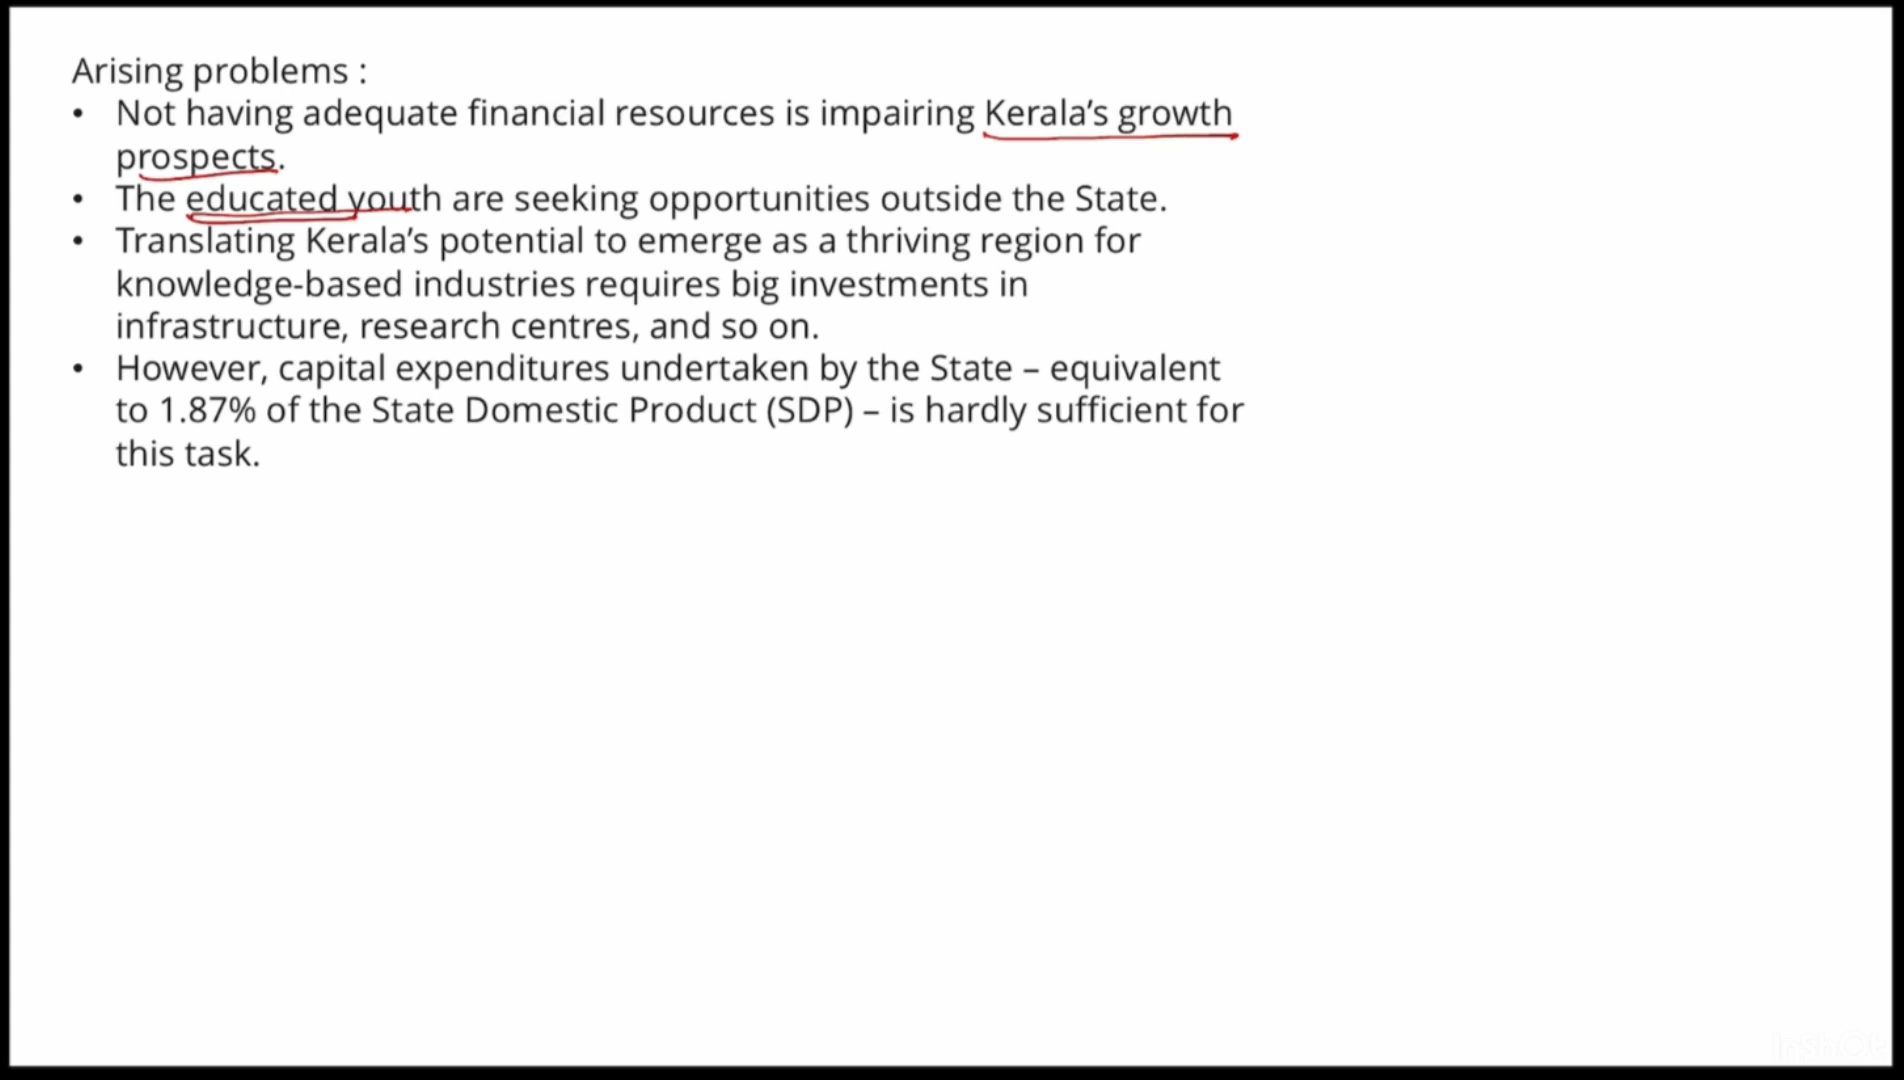 Arising problems :
• Not having adequate financial resources is impairing Kerala's growth
prospects.
• The educated youth are seeking opportunities outside the State.
• Translating Kerala's potential to emerge as a thriving region for
knowledge-based industries requires big investments in
infrastructure, research centres, and so on.
• However, capital expenditures undertaken by the State – equivalent
to 1.87% of the State Domestic Product (SDP) – is hardly sufficient for
this task.